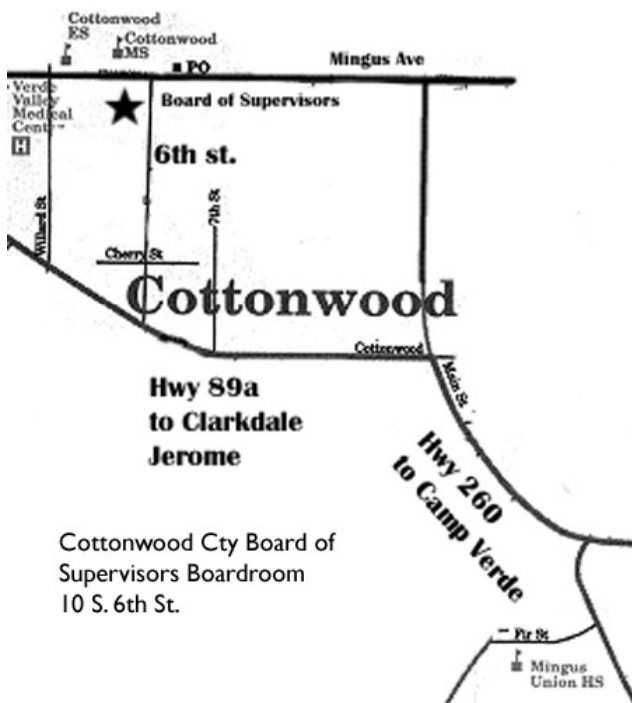 Cottonwood
ES
Cottonwood
MS
PO
Mingus Ave
Verde
Valley
Medical
H
Board of Supervisors
6th st.
Willard St
7th St
Cherry St
Cottonwood
Cottonwood
Main St
Hwy 89a
to Clarkdale
Jerome
Hwy 260
to Camp Verde
Cottonwood Cty Board of
Supervisors Boardroom
10 S. 6th St.
Fir St
Mingus
Union HS